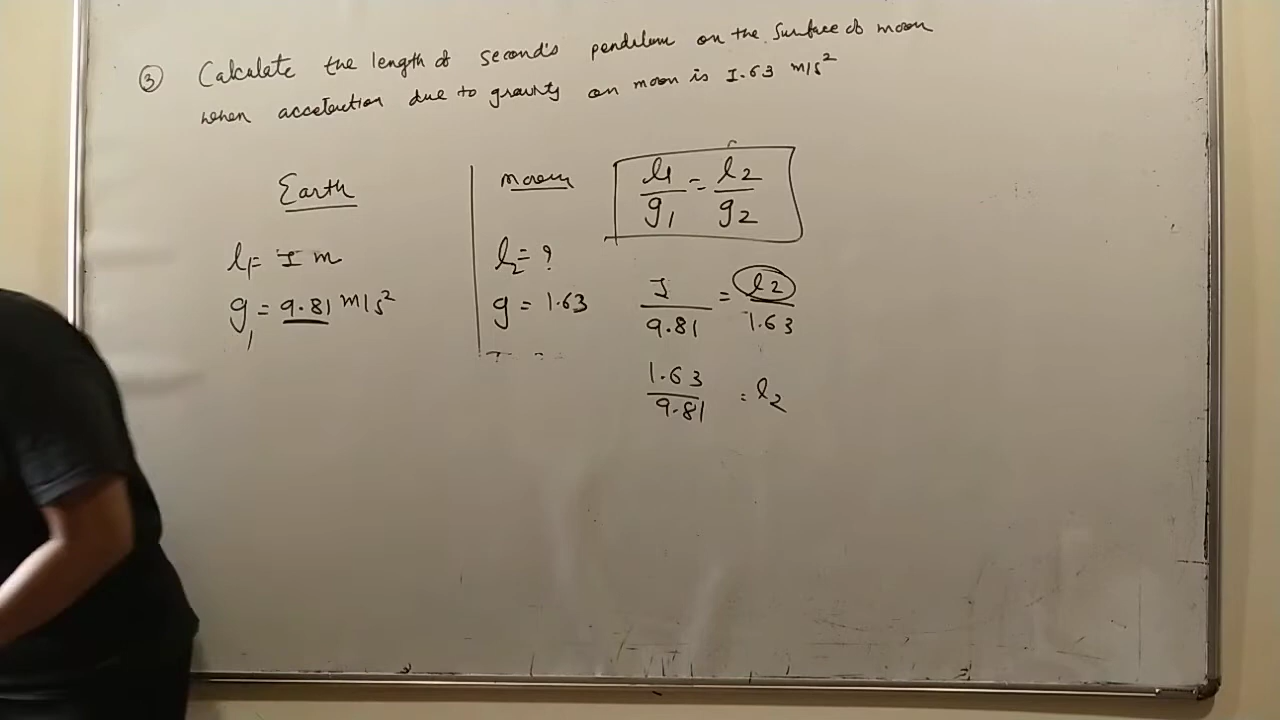 ③ Calculate the length of second's pendulum on the surface of moon
when acceleration due to gravity on moon is 1.63 m/s²
Earth
l₁ = 1 m
g₁ = 9.81 m/s²
moon
l₂ = ?
g = 1.63
l₁/g₁ = l₂/g₂
1/9.81 = l₂/1.63
1.63/9.81 = l₂